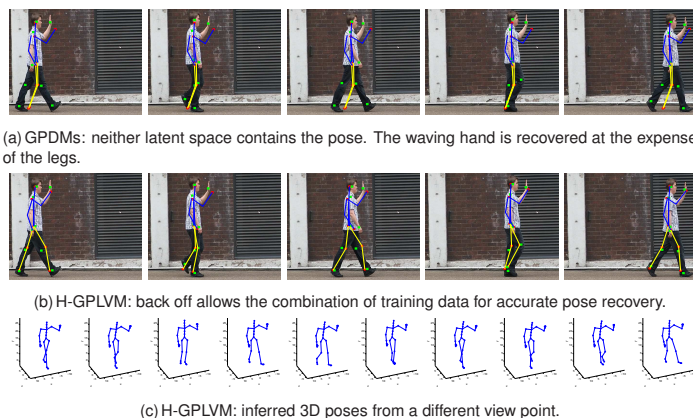 (a) GPDMs: neither latent space contains the pose. The waving hand is recovered at the expense
of the legs.
(b) H-GPLVM: back off allows the combination of training data for accurate pose recovery.
(c) H-GPLVM: inferred 3D poses from a different view point.